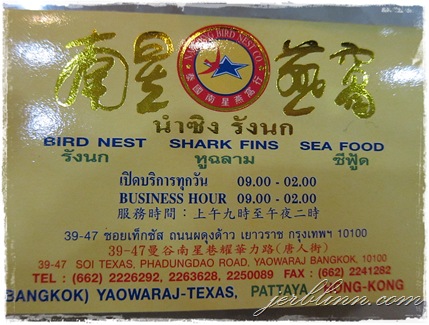 南星 燕窩
BIRD NEST CO.
泰國南星燕窩行
นำซิง รังนก
BIRD NEST SHARK FINS SEA FOOD
รังนก หูฉลาม ซีฟู้ด
เปิดบริการทุกวัน 09.00 - 02.00
BUSINESS HOUR 09.00 - 02.00
服務時間：上午九時至午夜二時
39-47 ซอยเท็กซัส ถนนผดุงด้าว เยาวราช กรุงเทพฯ 10100
39-47曼谷南星巷耀華力路(唐人街)
39-47 SOI TEXAS, PHADUNGDAO ROAD, YAOWARAJ BANGKOK, 10100
TEL : (662) 2226292, 2263628, 2250089 FAX : (662) 2241282
BANGKOK) YAOWARAJ-TEXAS, PATTAYA HONG-KONG
jerblinn.com